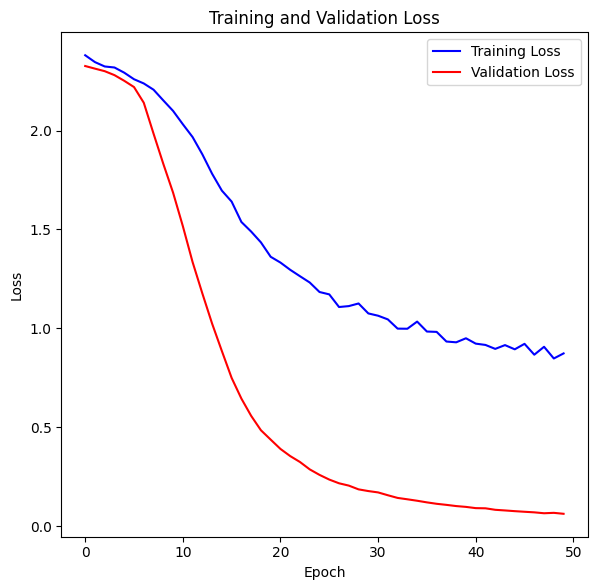 Training and Validation Loss
Training Loss
Validation Loss
2.0
1.5
1.0
0.5
0.0
Loss
0 10 20 30 40 50
Epoch